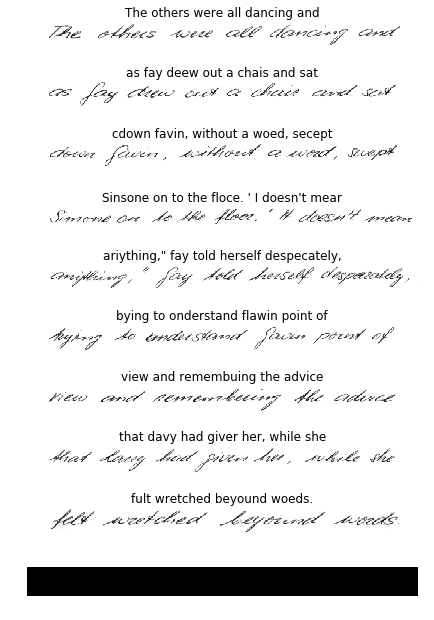 The others were all dancing and
The others were all dancing and
as fay deew out a chais and sat
as fay drew out a chair and sat
cdown favin, without a woed, secept
down favin, without a word, swept
Sinsone on to the floce. ' I doesn't mear
Simone on to the floor. ' It doesn't mean
ariything," fay told herself despecately,
anything," fay told herself desperately,
bying to onderstand flawin point of
trying to understand Gavin point of
view and remembuing the advice
view and remembering the advice
that davy had giver her, while she
that davy had given her, while she
fult wretched beyound woeds.
felt wretched beyound words.